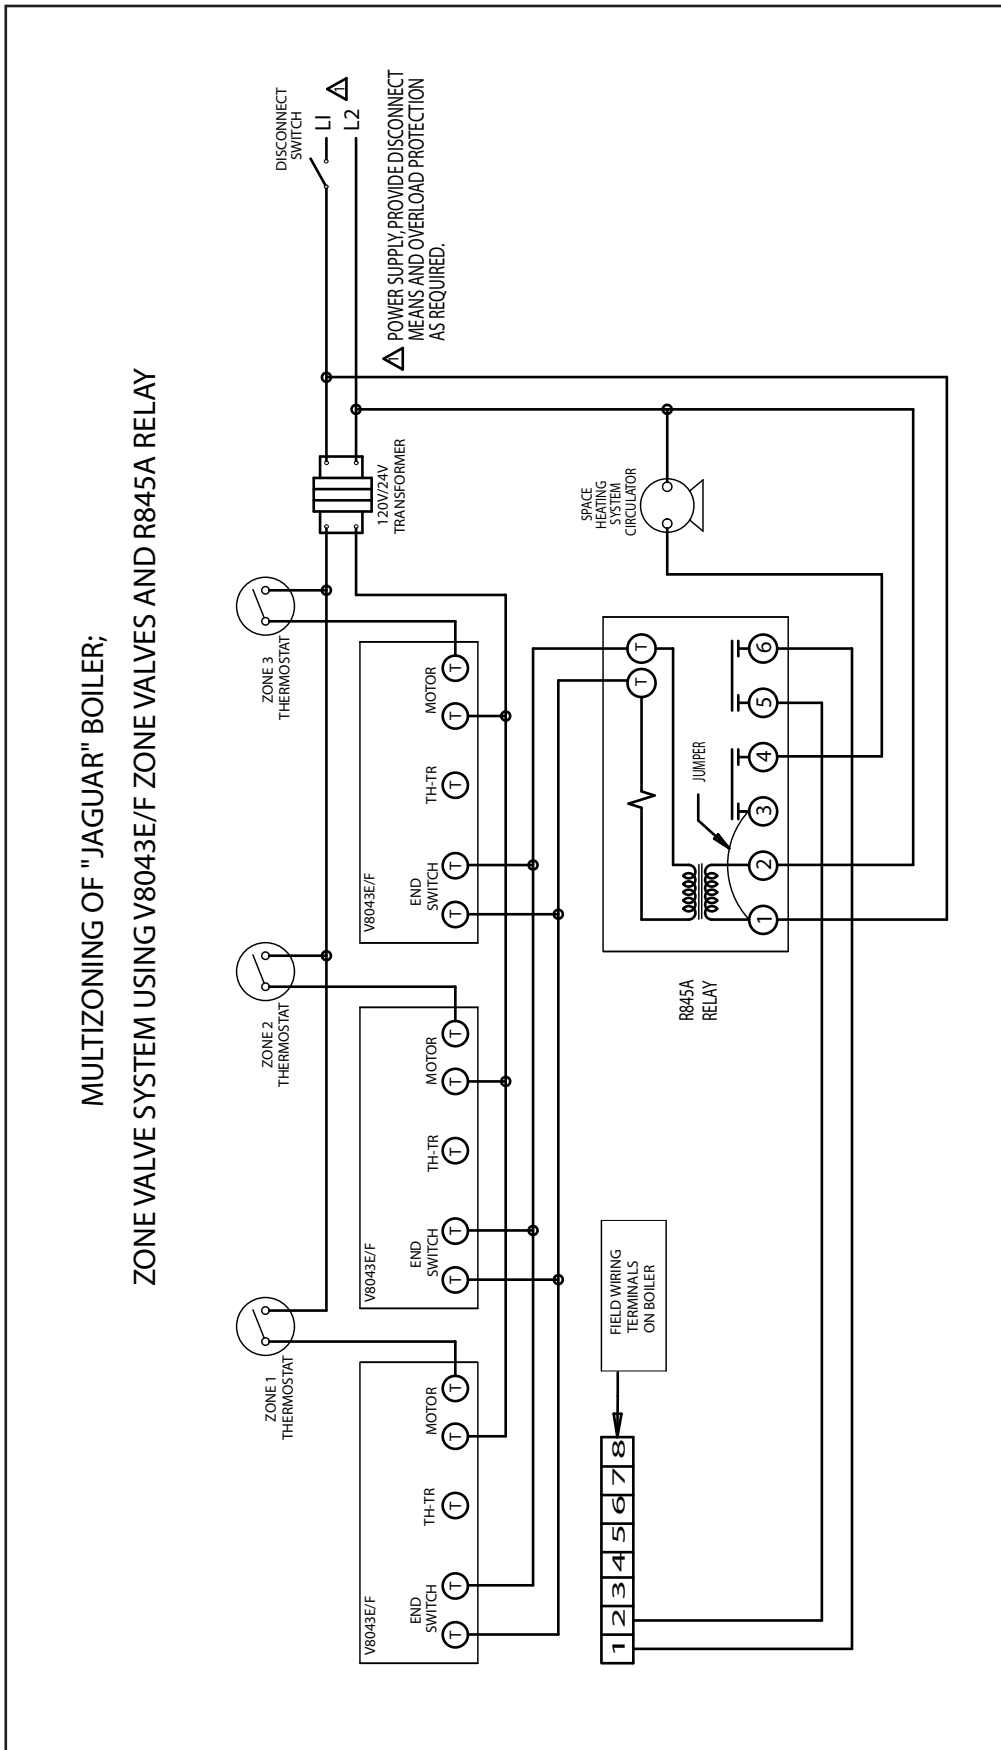 MULTIZONING OF "JAGUAR" BOILER;
ZONE VALVE SYSTEM USING V8043E/F ZONE VALVES AND R845A RELAY
ZONE 1
THERMOSTAT
ZONE 2
THERMOSTAT
ZONE 3
THERMOSTAT
DISCONNECT
SWITCH
L1
L2
1
1
POWER SUPPLY, PROVIDE DISCONNECT
MEANS AND OVERLOAD PROTECTION
AS REQUIRED.
120V/24V
TRANSFORMER
V8043E/F
END
SWITCH
TH-TR
MOTOR
T
T
T
T
T
V8043E/F
END
SWITCH
TH-TR
MOTOR
T
T
T
T
T
V8043E/F
END
SWITCH
TH-TR
MOTOR
T
T
T
T
T
SPACE
HEATING
SYSTEM
CIRCULATOR
FIELD WIRING
TERMINALS
ON BOILER
1 2 3 4 5 6 7 8
R845A
RELAY
T
T
JUMPER
1 2 3 4 5 6